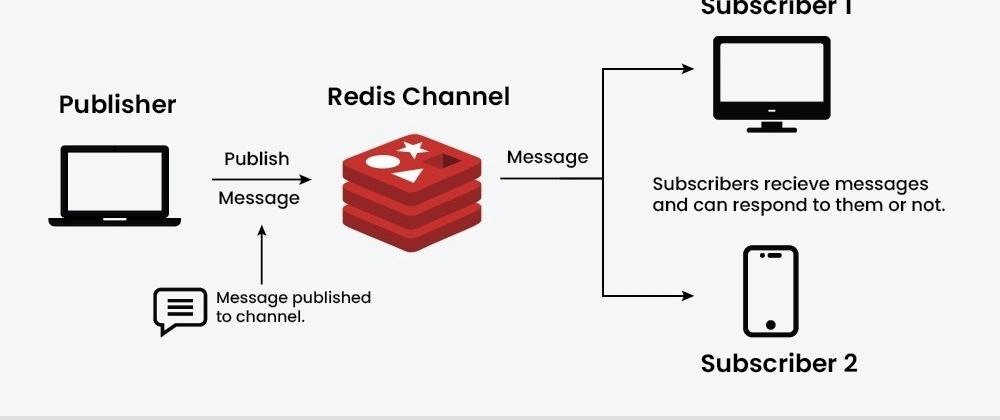 Subscriber 1
Publisher
Redis Channel
Publish
Message
Message
Subscribers recieve messages
and can respond to them or not.
Message published
to channel.
Subscriber 2